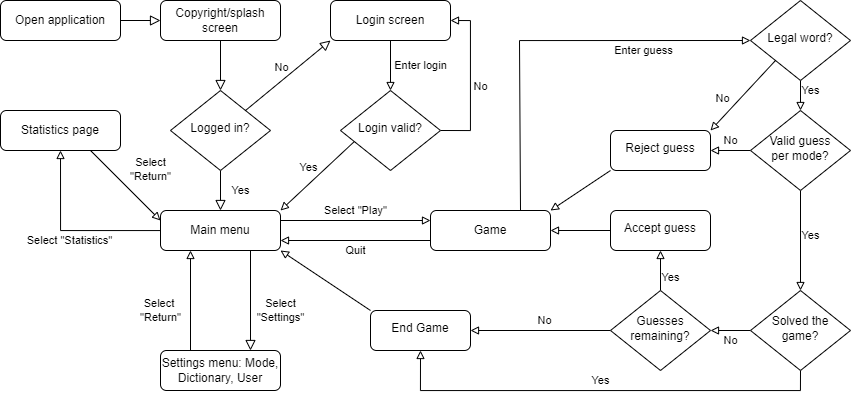 Open application
Copyright/splash
screen
Login screen
Legal word?
Enter guess
No
Enter login
No
Yes
No
Statistics page
Logged in?
Login valid?
Reject guess
No
Valid guess
per mode?
Select
"Return"
Yes
Yes
Select "Play"
Main menu
Game
Accept guess
Select "Statistics"
Quit
Yes
Yes
Select
"Return"
Select
"Settings"
End Game
No
Guesses
remaining?
No
Solved the
game?
Settings menu: Mode,
Dictionary, User
Yes